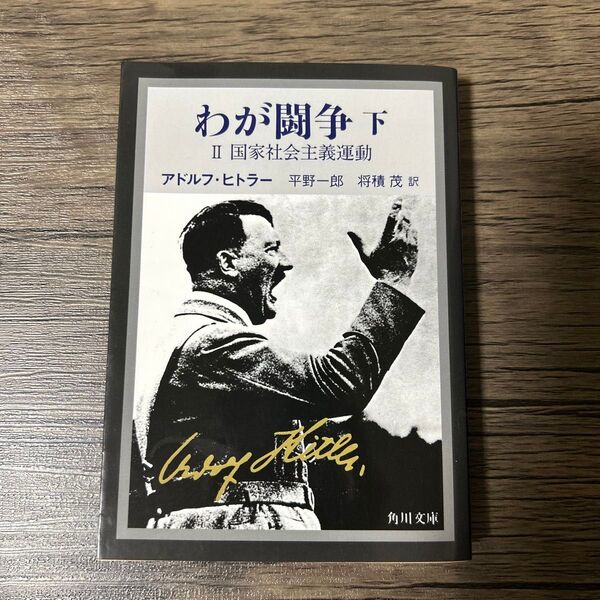 わが闘争 下
II 国家社会主義運動
アドルフ・ヒトラー 平野一郎 将積 茂 訳
Adolf Hitler
角川文庫